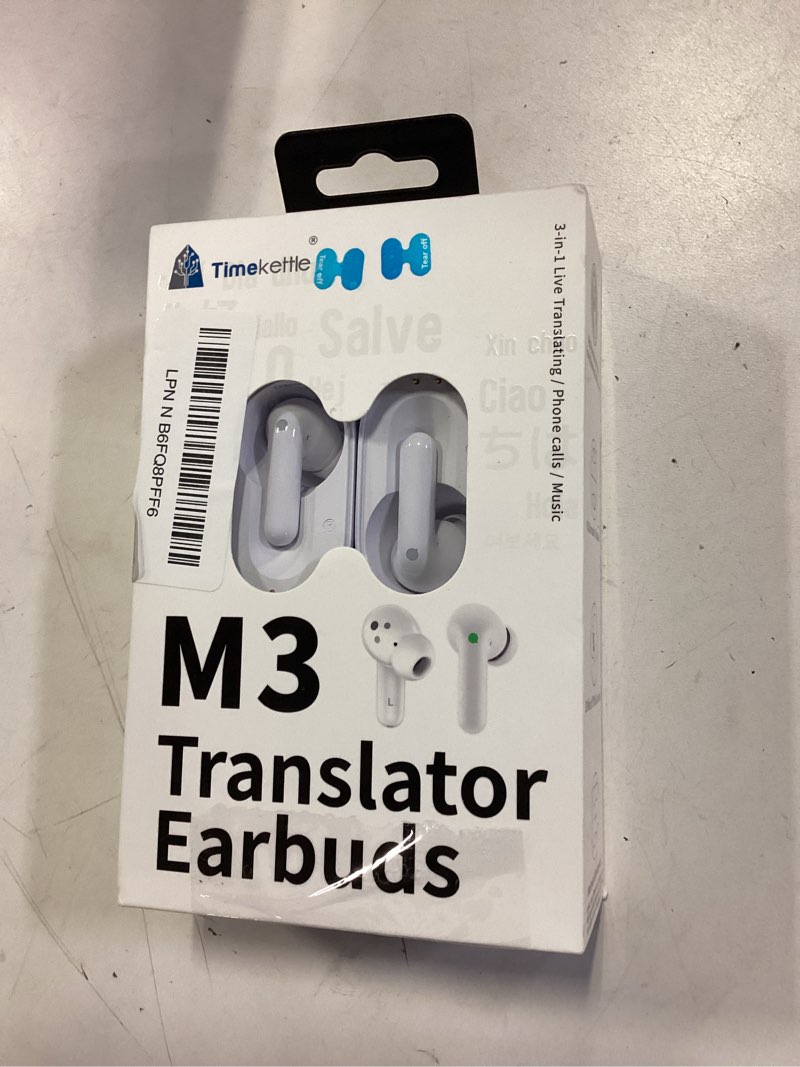 Timekettle®
Tear off
Tear off
Salve
Xin chào
Hej
Ciao
3-in-1 Live Translating / Phone calls / Music
LPN N B6FQ8PFF6
M3
L
Translator
Earbuds